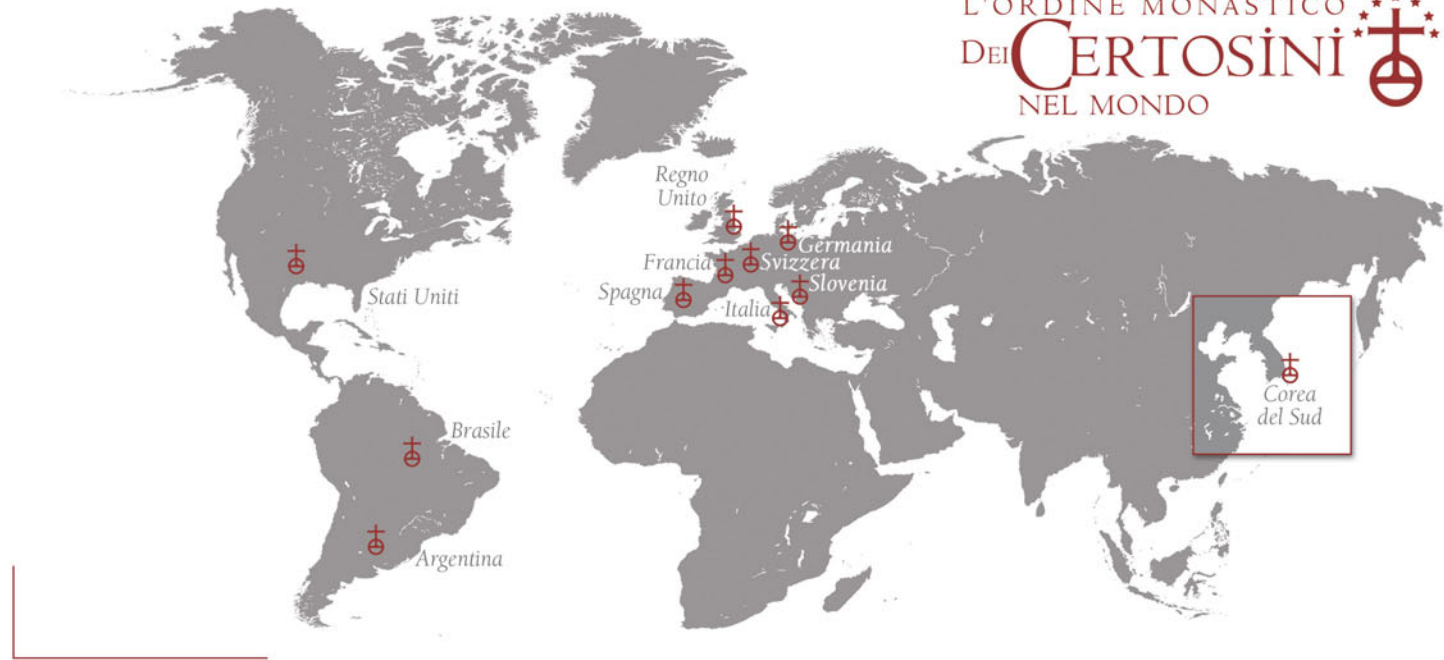 L'ORDINE MONASTICO
DEI CERTOSINI
NEL MONDO
Regno
Unito
Germania
Francia
Svizzera
Spagna
Slovenia
Italia
Stati Uniti
Corea
del Sud
Brasile
Argentina